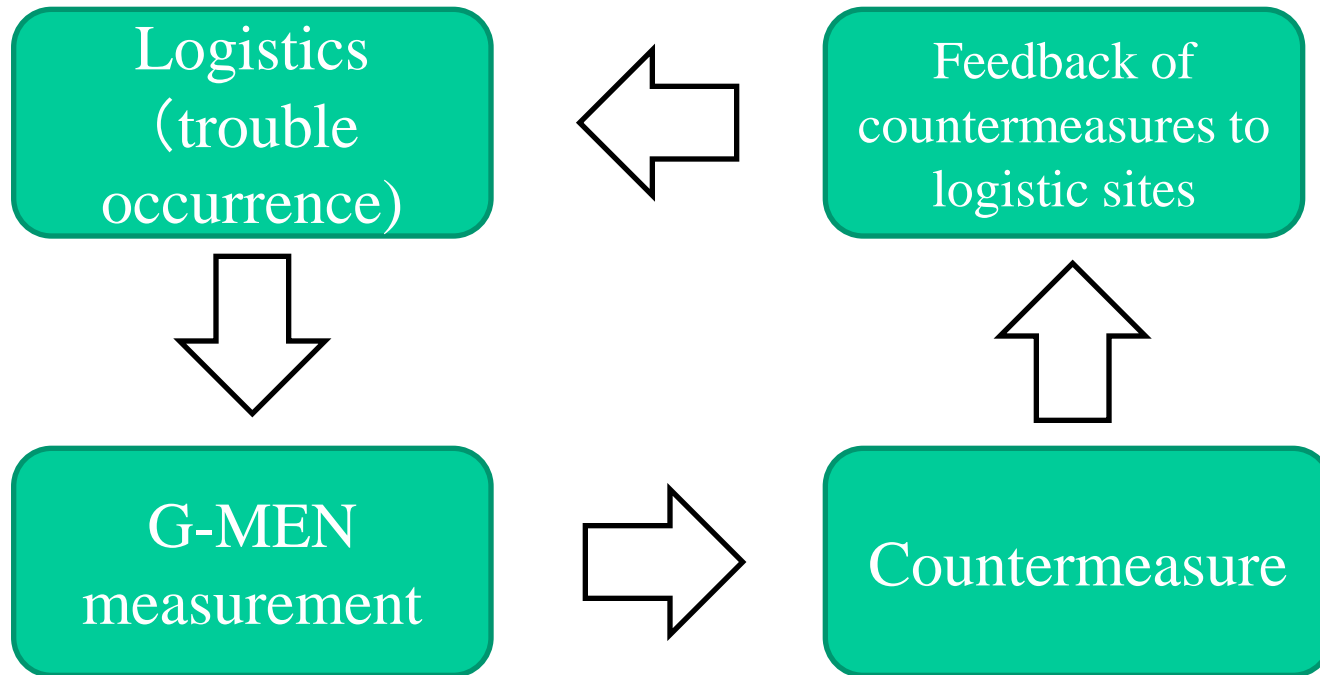 Logistics
（trouble
occurrence)
Feedback of
countermeasures to
logistic sites
G-MEN
measurement
Countermeasure